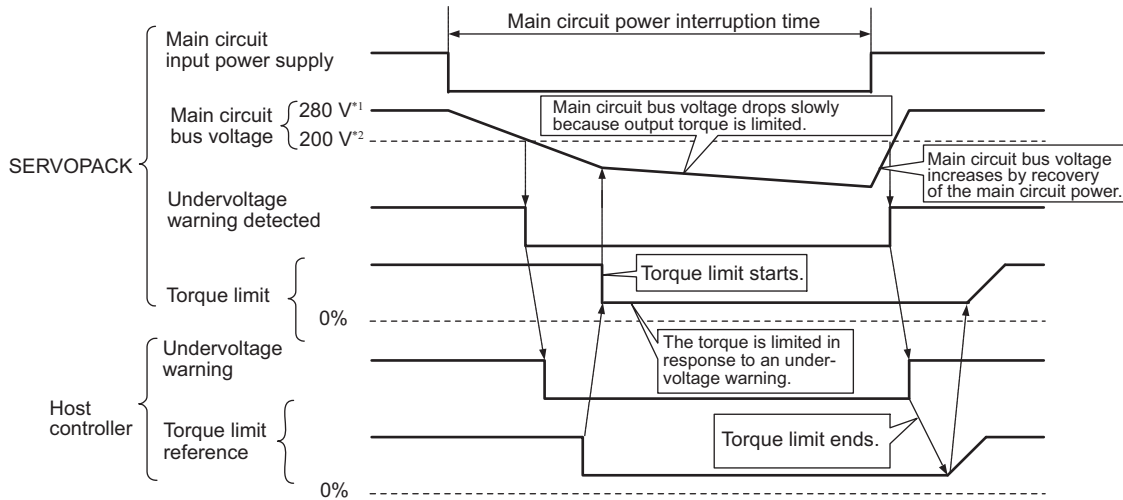 Main circuit power interruption time
Main circuit
input power supply
Main circuit
bus voltage
280 V*1
200 V*2
Main circuit bus voltage drops slowly
because output torque is limited.
SERVOPACK
Main circuit bus voltage
increases by recovery
of the main circuit power.
Undervoltage
warning detected
Torque limit starts.
Torque limit
0%
The torque is limited in
response to an under-
voltage warning.
Undervoltage
warning
Host
controller
Torque limit
reference
Torque limit ends.
0%